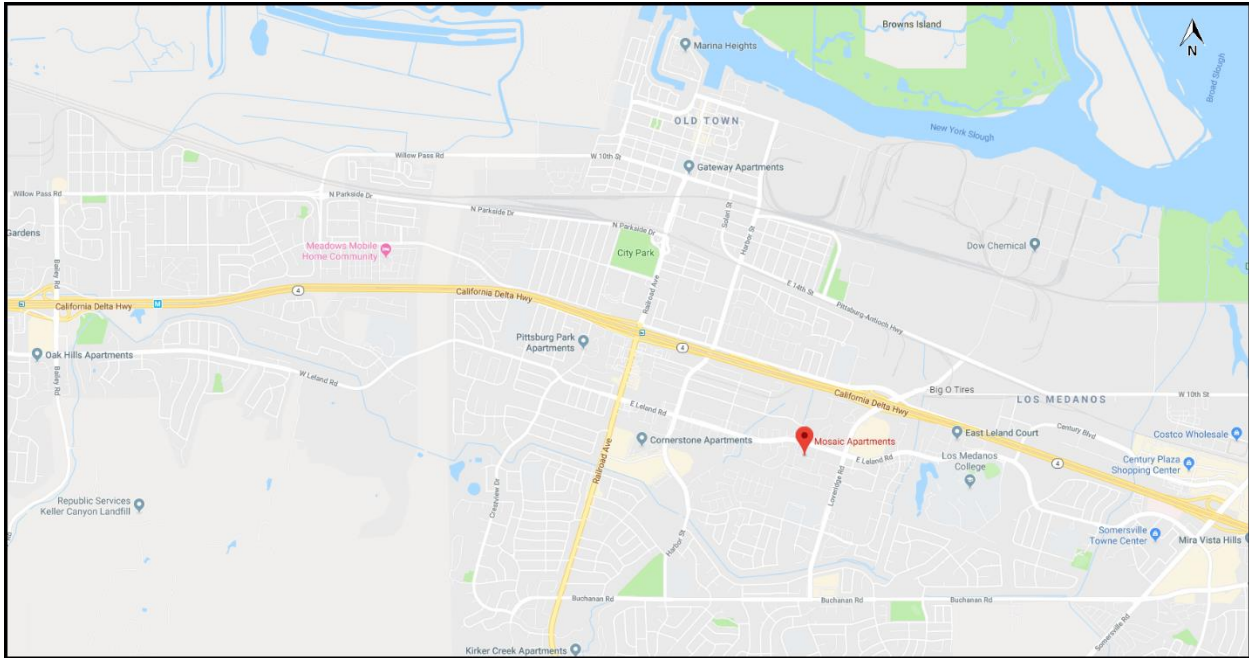 Browns Island
N
Marina Heights
Broad Slough
OLD TOWN
New York Slough
Willow Pass Rd
W 10th St
Gateway Apartments
Willow Pass Rd
N Parkside Dr
N Parkside Dr
N Parkside Dr
Solari St
Harbor St
Gardens
Meadows Mobile
Home Community
City Park
Dow Chemical
Bailey Rd
E 14th St
Railroad Ave
California Delta Hwy
4
M
California Delta Hwy
Pittsburg-Antioch Hwy
Pittsburg Park
Apartments
4
Oak Hills Apartments
W Leland Rd
Bailey Rd
Big O Tires
California Delta Hwy
LOS MEDANOS
W 10th St
E Leland Rd
Century Blvd
East Leland Court
Costco Wholesale
Cornerstone Apartments
Mosaic Apartments
E Leland Rd
Los Medanos
College
4
Century Plaza
Shopping Center
Railroad Ave
Crestview Dr
Loveridge Rd
Republic Services
Keller Canyon Landfill
Rd
Harbor St
Somersville
Towne Center
Mira Vista Hills
Buchanan Rd
Buchanan Rd
Buchanan Rd
Somersville Rd
Kirker Creek Apartments